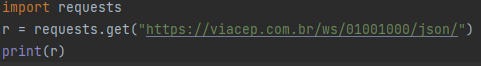 import requests
r = requests.get("https://viacep.com.br/ws/01001000/json/")
print(r)